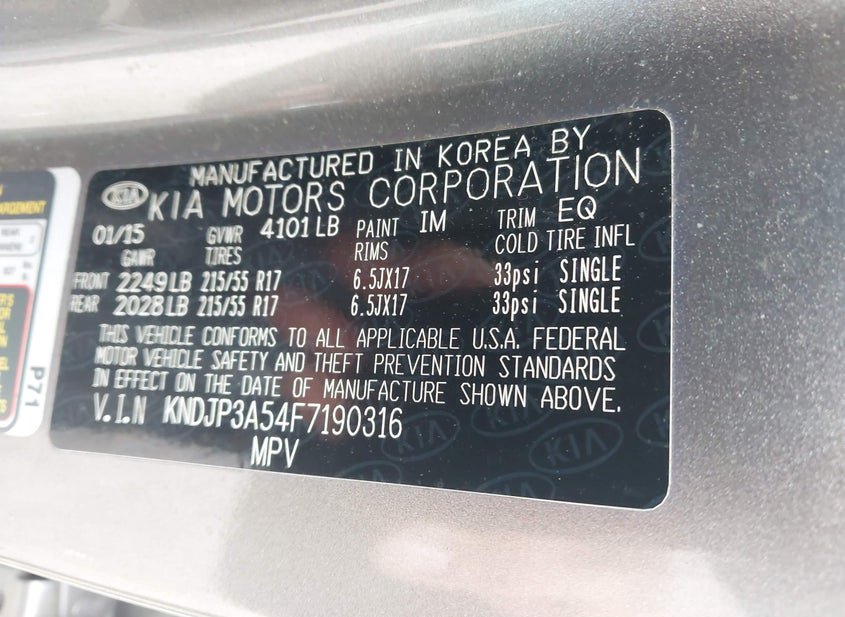 MANUFACTURED IN KOREA BY
KIA KIA MOTORS CORPORATION
01/15 GVWR 4101 LB PAINT IM TRIM EQ
GAWR TIRES RIMS COLD TIRE INFL
FRONT 2249 LB 215/55 R17 6.5JX17 33psi SINGLE
REAR 2028 LB 215/55 R17 6.5JX17 33psi SINGLE
THIS VEHICLE CONFORMS TO ALL APPLICABLE U.S.A. FEDERAL
MOTOR VEHICLE SAFETY AND THEFT PREVENTION STANDARDS
IN EFFECT ON THE DATE OF MANUFACTURE SHOWN ABOVE.
V.I.N KNDJP3A54F7190316
MPV
P71